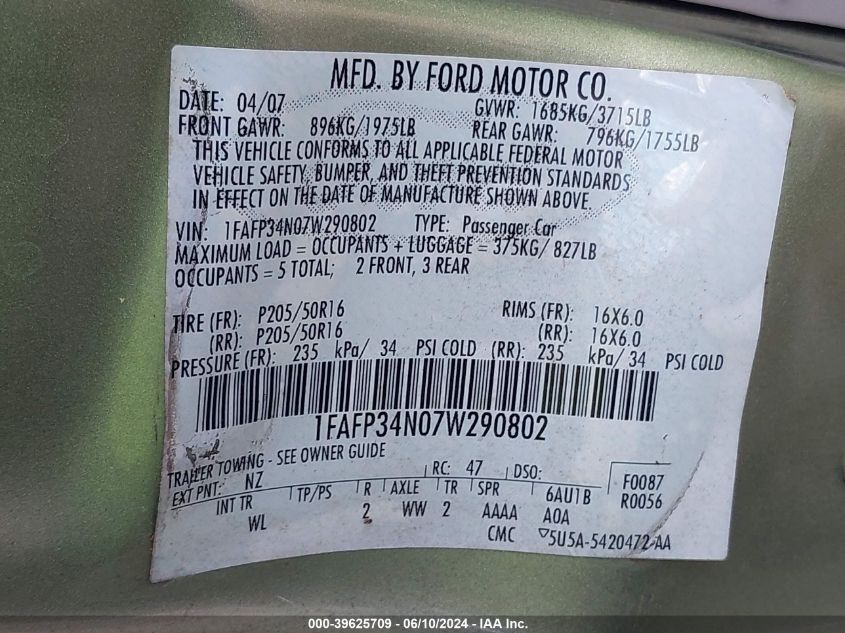 MFD. BY FORD MOTOR CO.
DATE: 04/07 GVWR: 1685KG/3715LB
FRONT GAWR: 896KG/1975LB REAR GAWR: 796KG/1755LB
THIS VEHICLE CONFORMS TO ALL APPLICABLE FEDERAL MOTOR
VEHICLE SAFETY, BUMPER, AND THEFT PREVENTION STANDARDS
IN EFFECT ON THE DATE OF MANUFACTURE SHOWN ABOVE.
VIN: 1FAFP34N07W290802 TYPE: Passenger Car
MAXIMUM LOAD = OCCUPANTS + LUGGAGE = 375KG/ 827LB
OCCUPANTS = 5 TOTAL; 2 FRONT, 3 REAR
TIRE (FR): P205/50R16 RIMS (FR): 16X6.0
(RR): P205/50R16 (RR): 16X6.0
PRESSURE (FR): 235 kPa/ 34 PSI COLD (RR): 235 kPa/ 34 PSI COLD
1FAFP34N07W290802
TRAILER TOWING - SEE OWNER GUIDE
EXT PNT: NZ RC: 47 DSO: F0087
INT TR TP/PS R AXLE TR SPR 6AU1B R0056
WL 2 WW 2 AAAA A0A
CMC ▽5U5A-5420472-AA
000-39625709 - 06/10/2024 - IAA Inc.